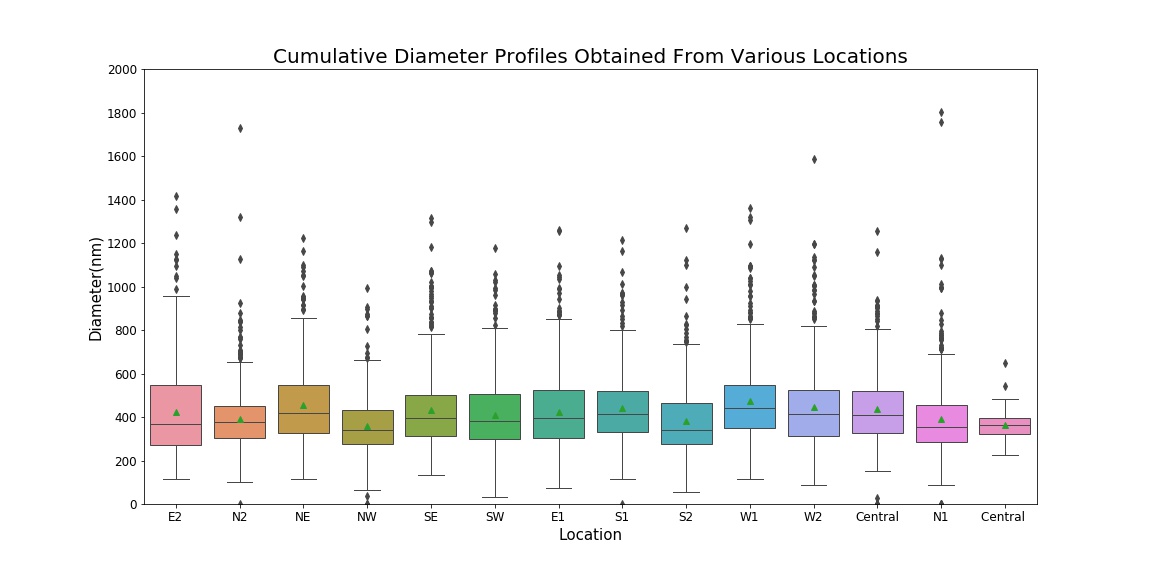 Cumulative Diameter Profiles Obtained From Various Locations
2000
1800
1600
1400
1200
1000
800
600
400
200
0
Diameter(nm)
E2 N2 NE NW SE SW E1 S1 S2 W1 W2 Central N1 Central
Location